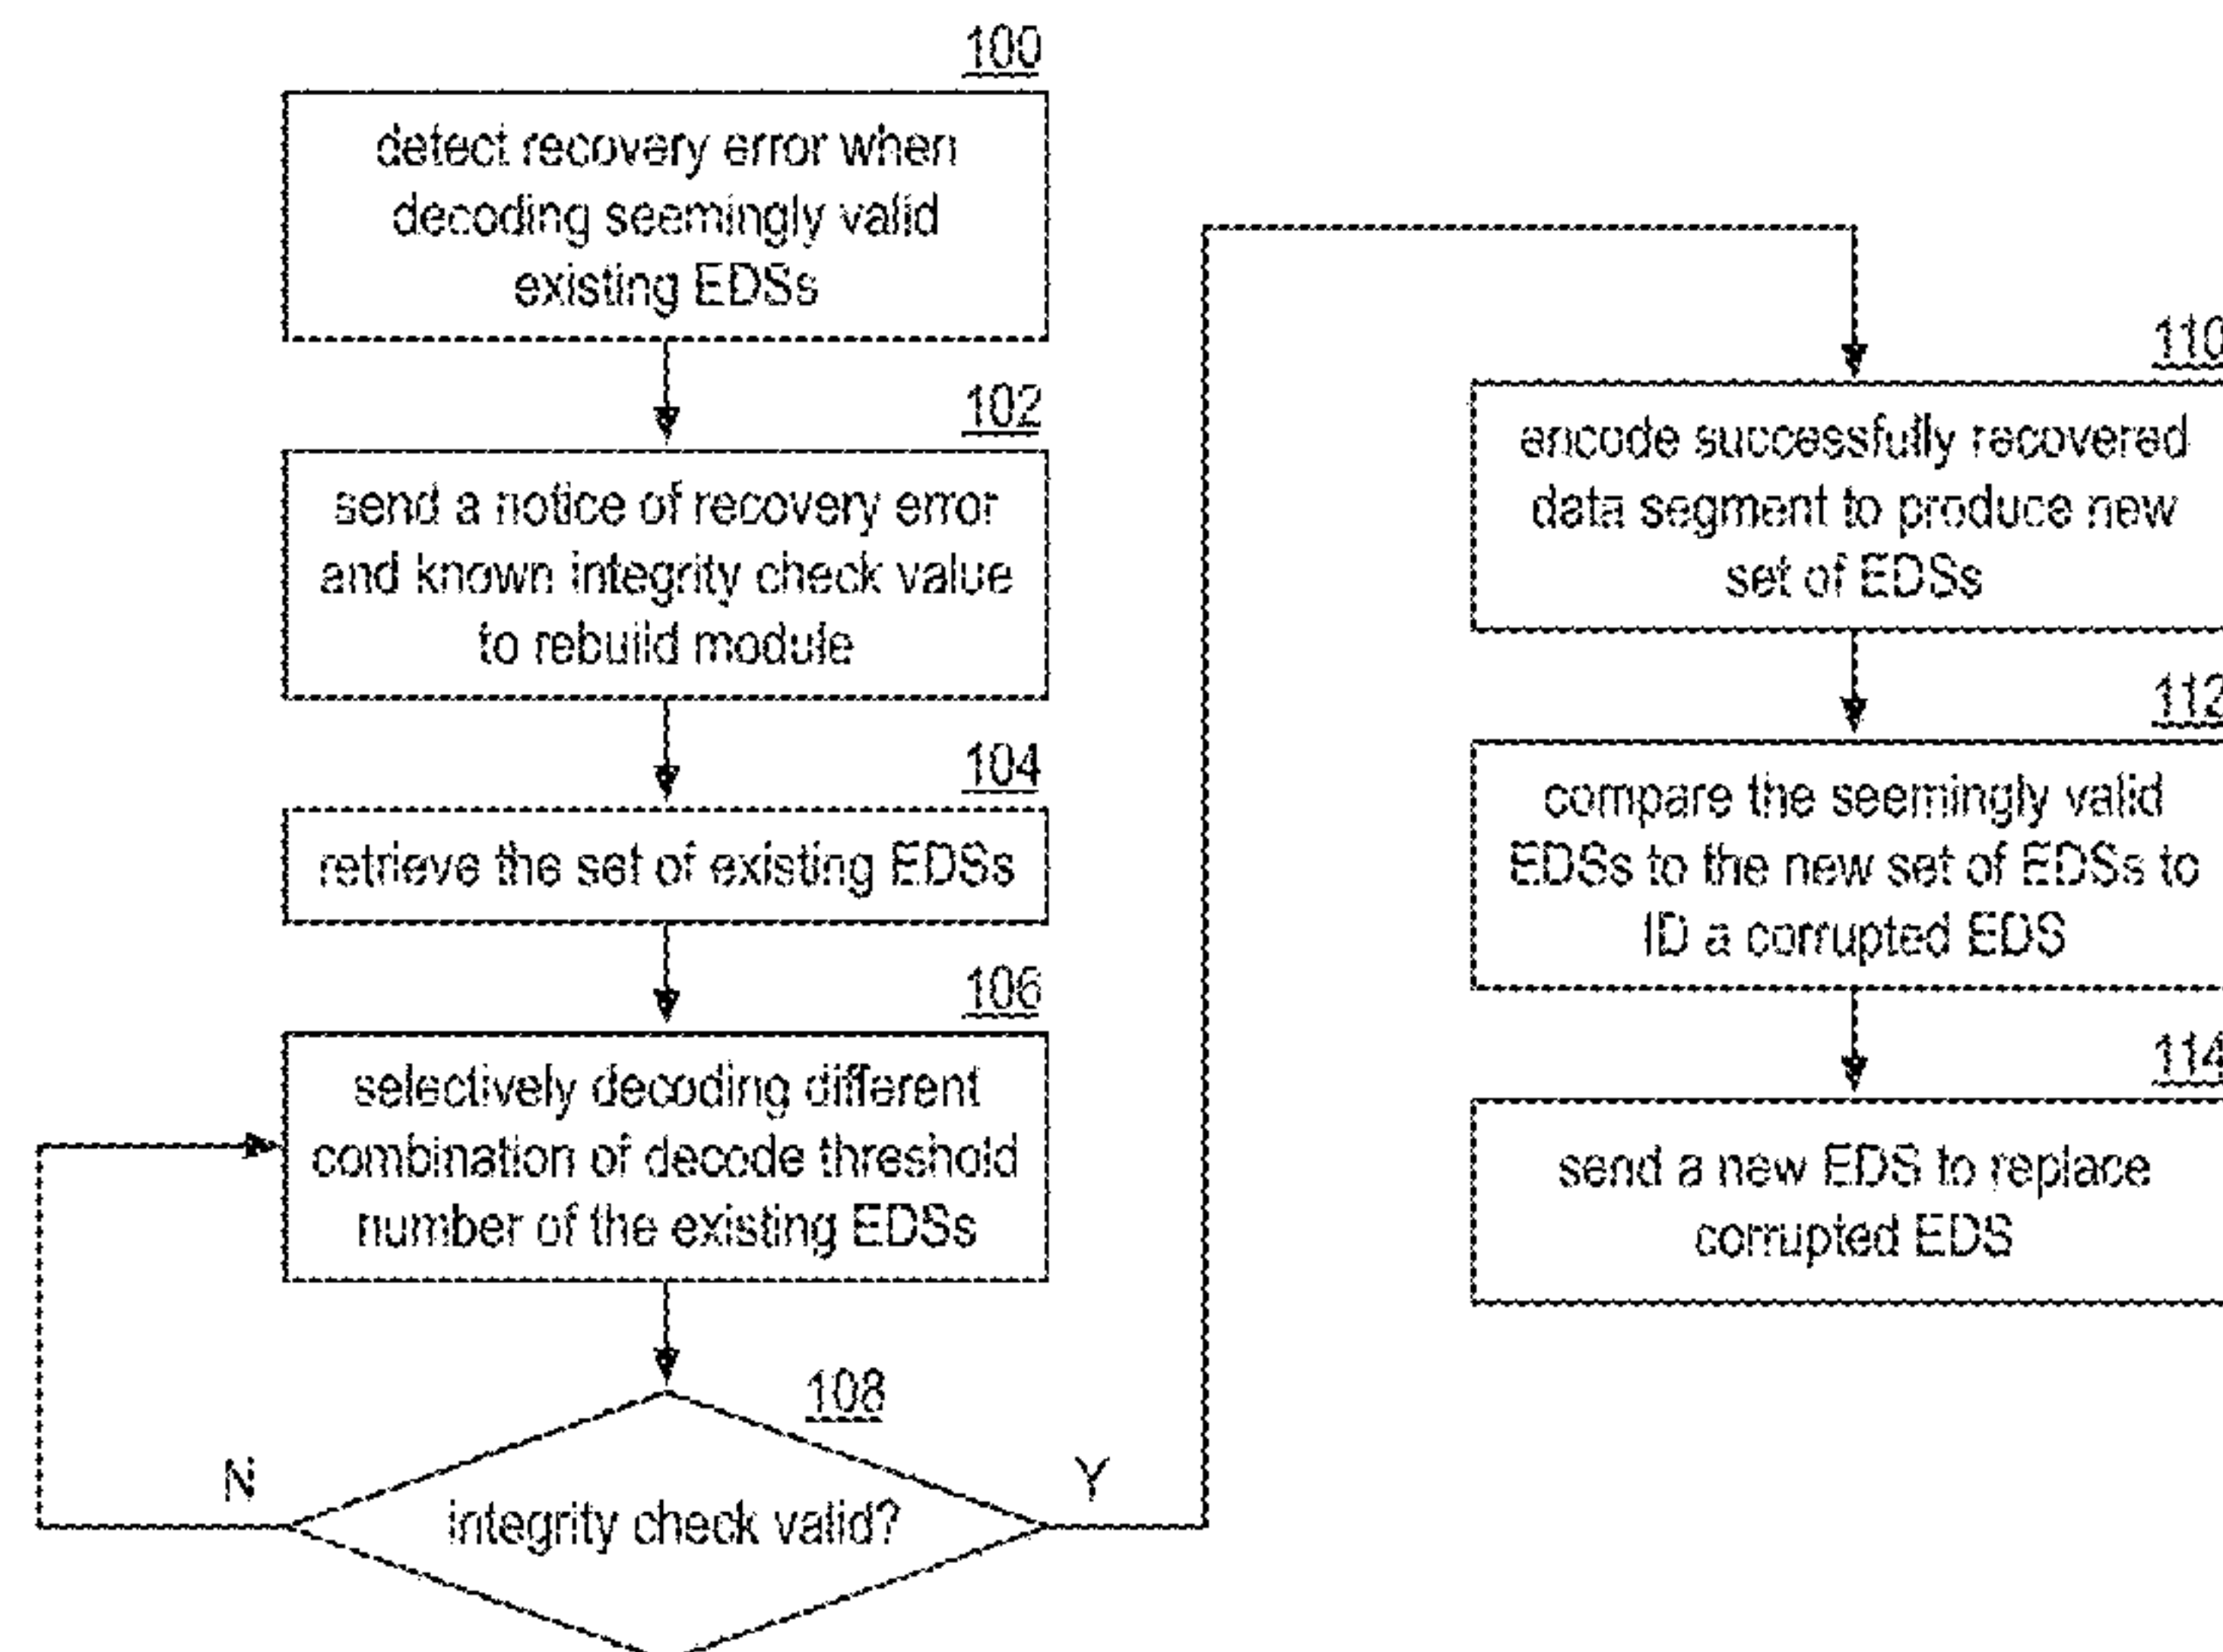 100
detect recovery error when
decoding seemingly valid
existing EDSs
102
send a notice of recovery error
and known integrity check value
to rebuild module
104
retrieve the set of existing EDSs
106
selectively decoding different
combination of decode threshold
number of the existing EDSs
108
N
integrity check valid?
Y
110
encode successfully recovered
data segment to produce new
set of EDSs
112
compare the seemingly valid
EDSs to the new set of EDSs to
ID a corrupted EDS
114
send a new EDS to replace
corrupted EDS